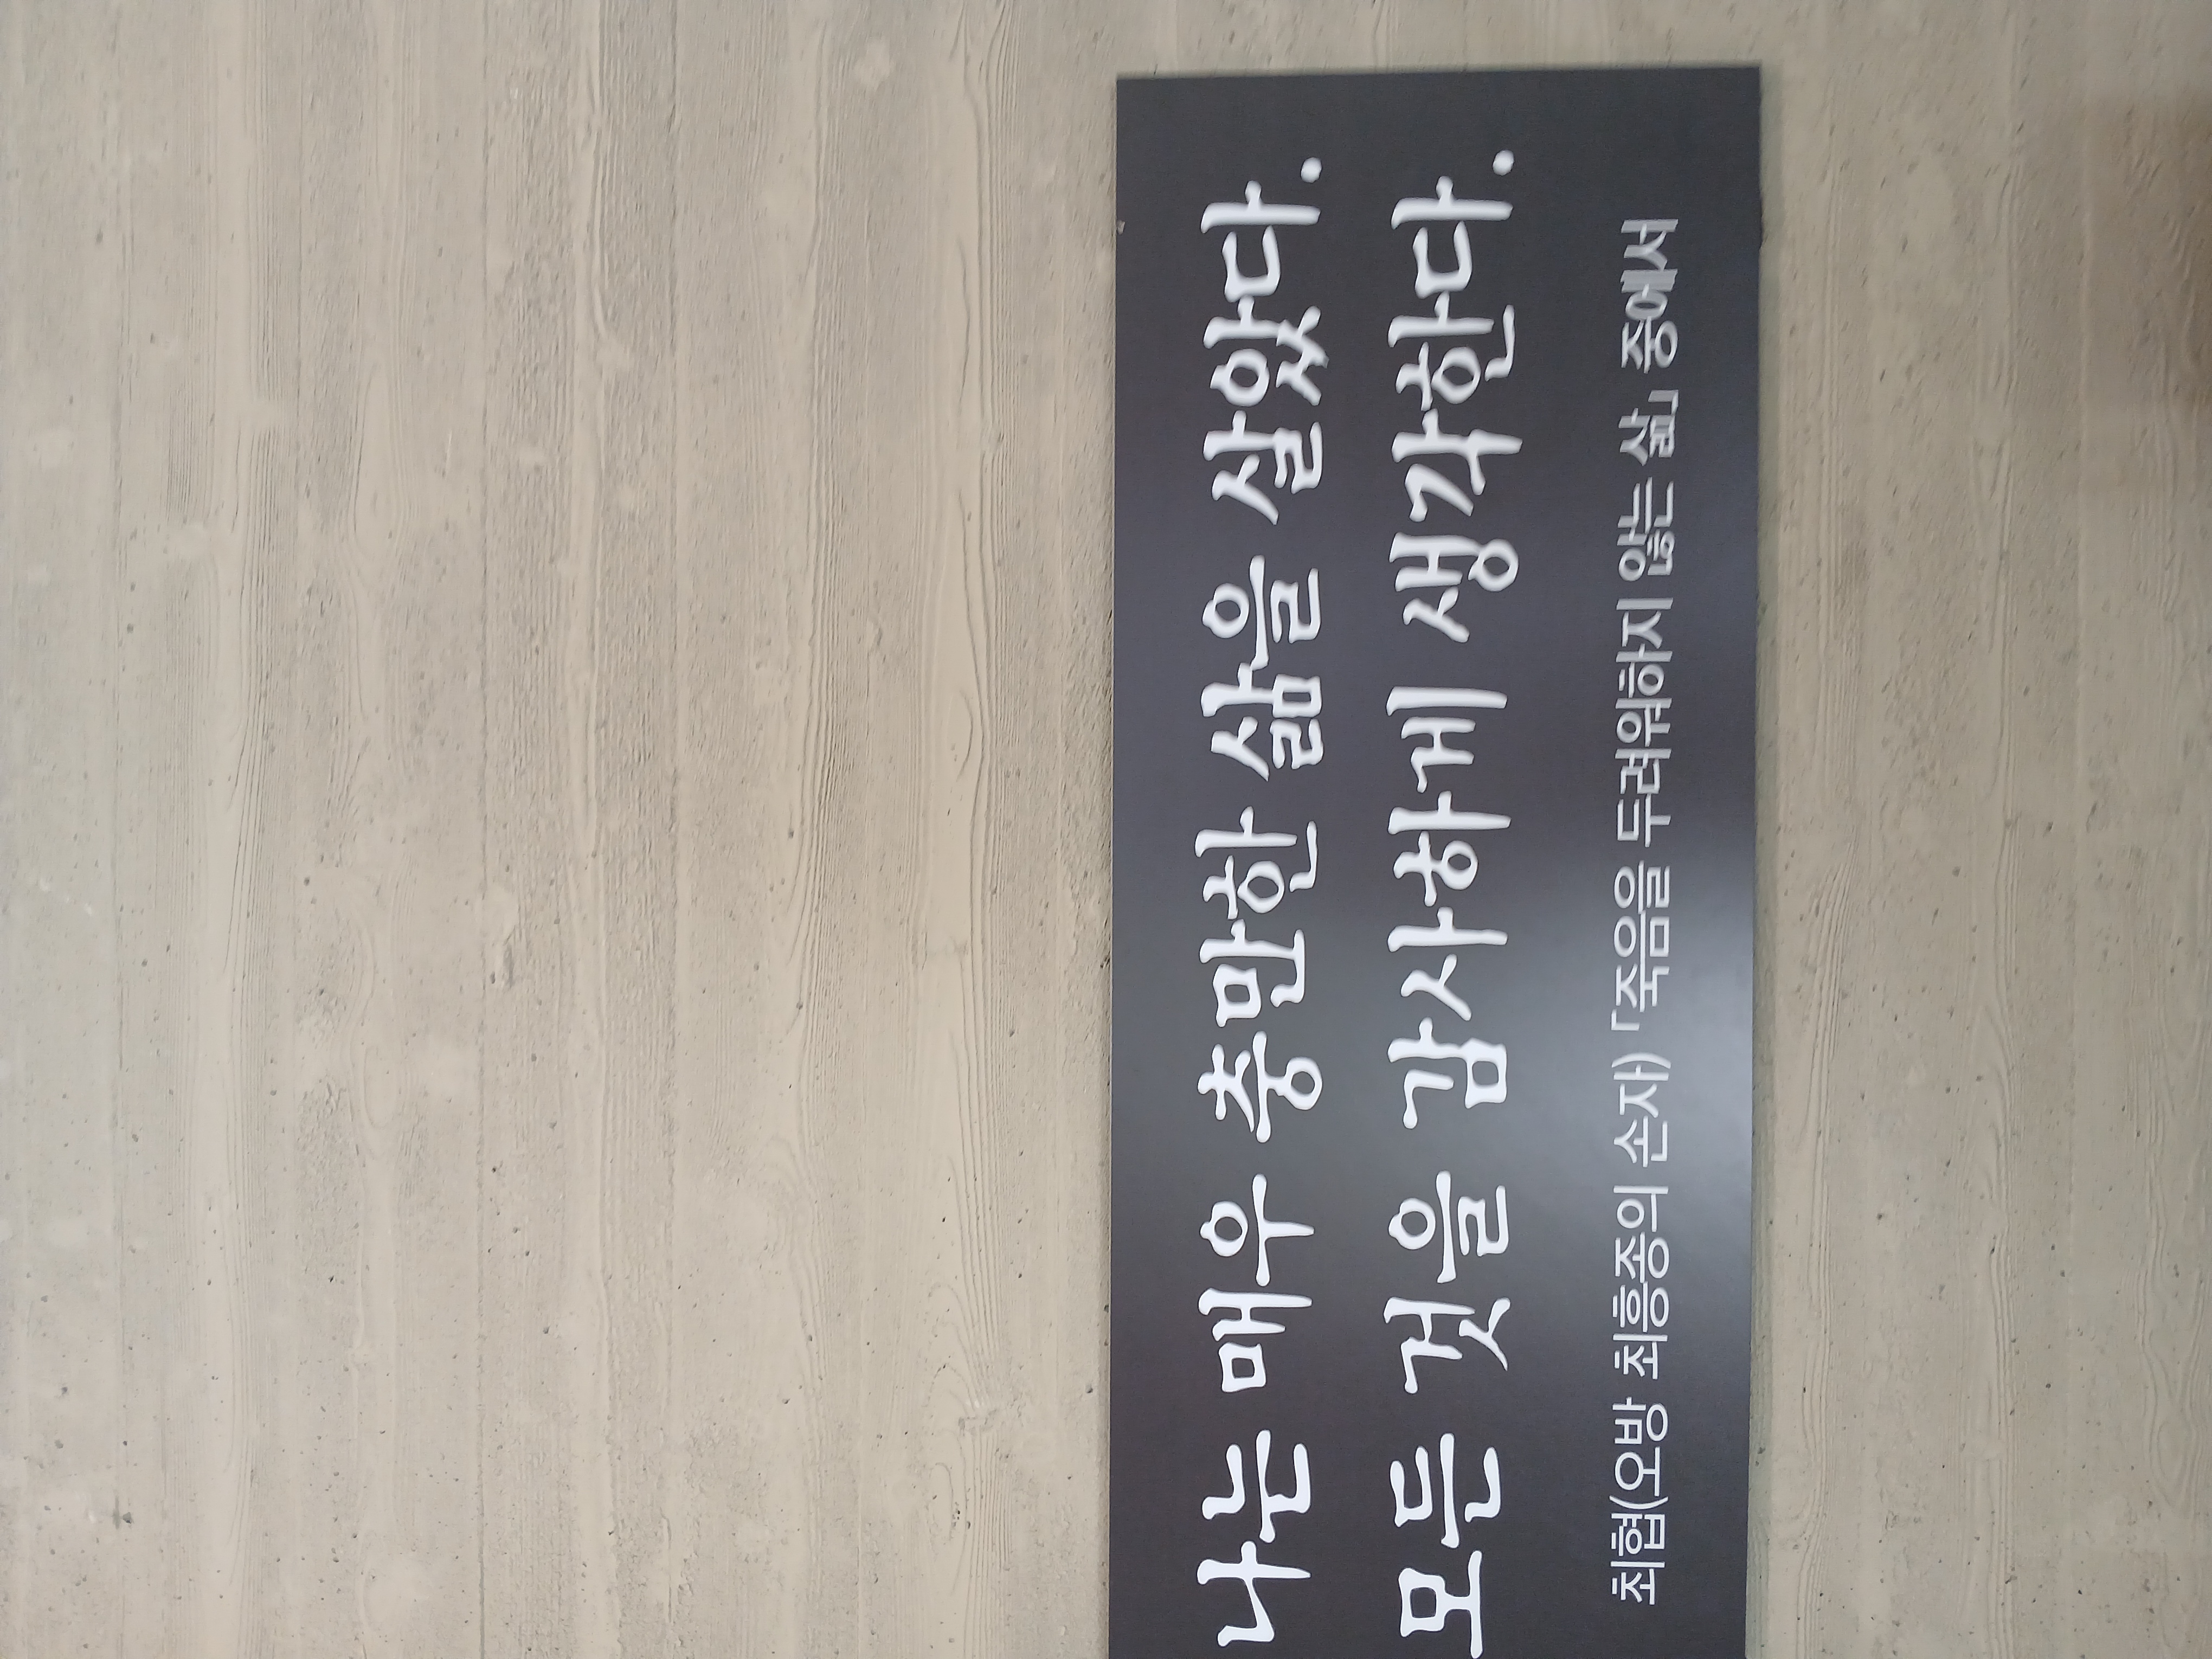 나는 매우 충만한 삶을 살았다.
모든 것을 감사하게 생각한다.
최협(오방 최흥종의 손자) 「죽음을 두려워하지 않는 삶」 중에서